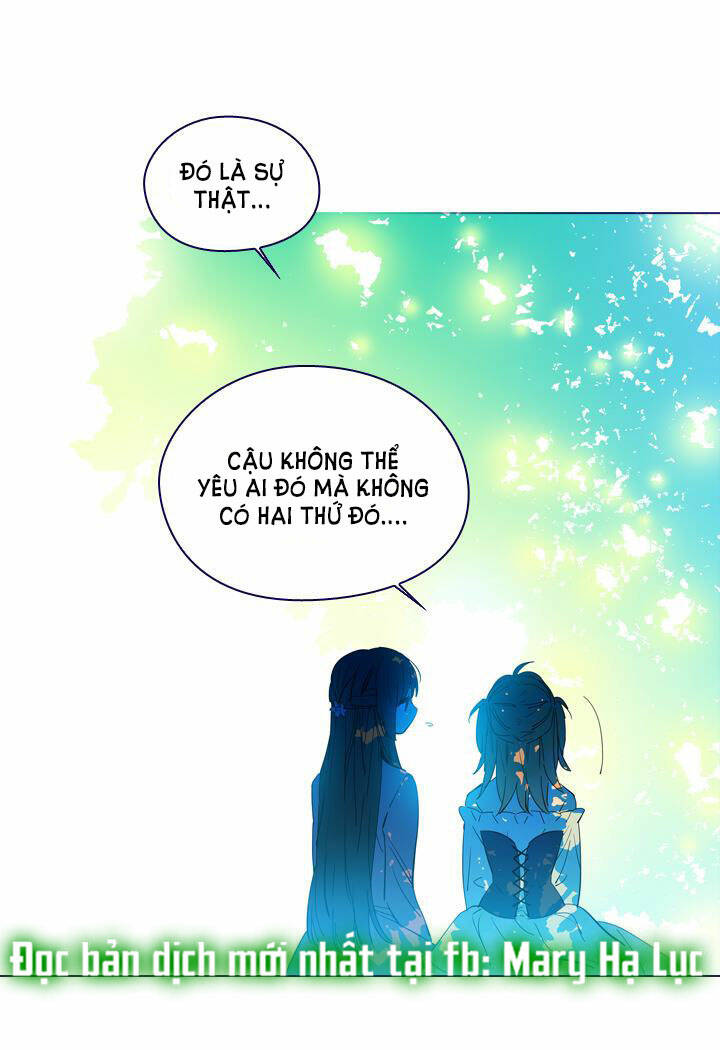 ĐÓ LÀ SỰ
THẬT...
CẬU KHÔNG THỂ
YÊU AI ĐÓ MÀ KHÔNG
CÓ HAI THỨ ĐÓ....
Đọc bản dịch mới nhất tại fb: Mary Hạ Lục